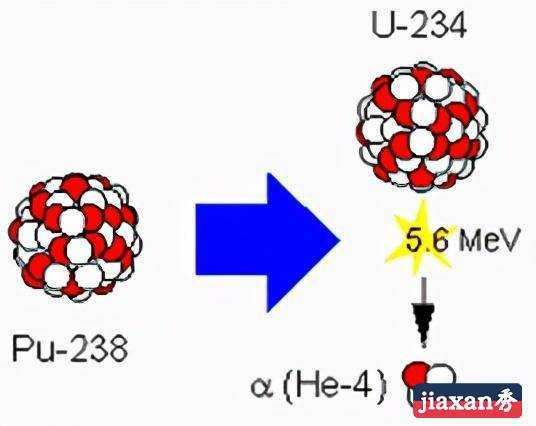 U-234
5.6 MeV
Pu-238
α (He-4)
jiaxan秀